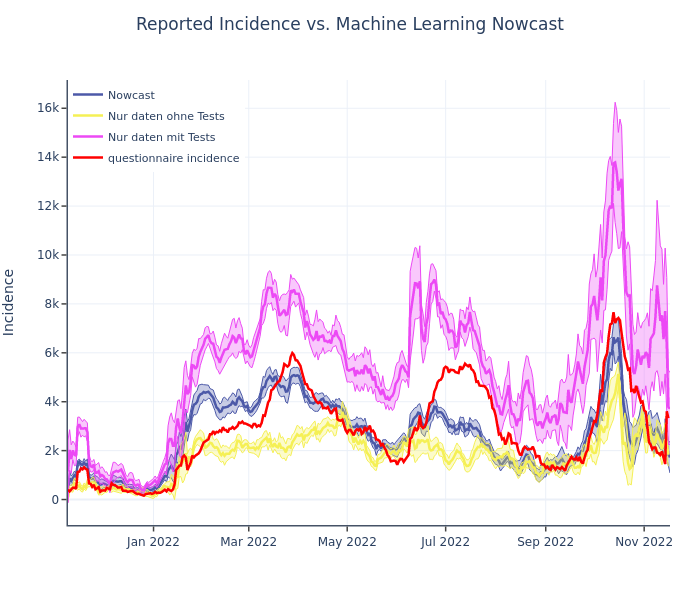 Reported Incidence vs. Machine Learning Nowcast
Nowcast
Nur daten ohne Tests
Nur daten mit Tests
questionnaire incidence
16k
14k
12k
10k
8k
6k
4k
2k
0
Incidence
Jan 2022
Mar 2022
May 2022
Jul 2022
Sep 2022
Nov 2022